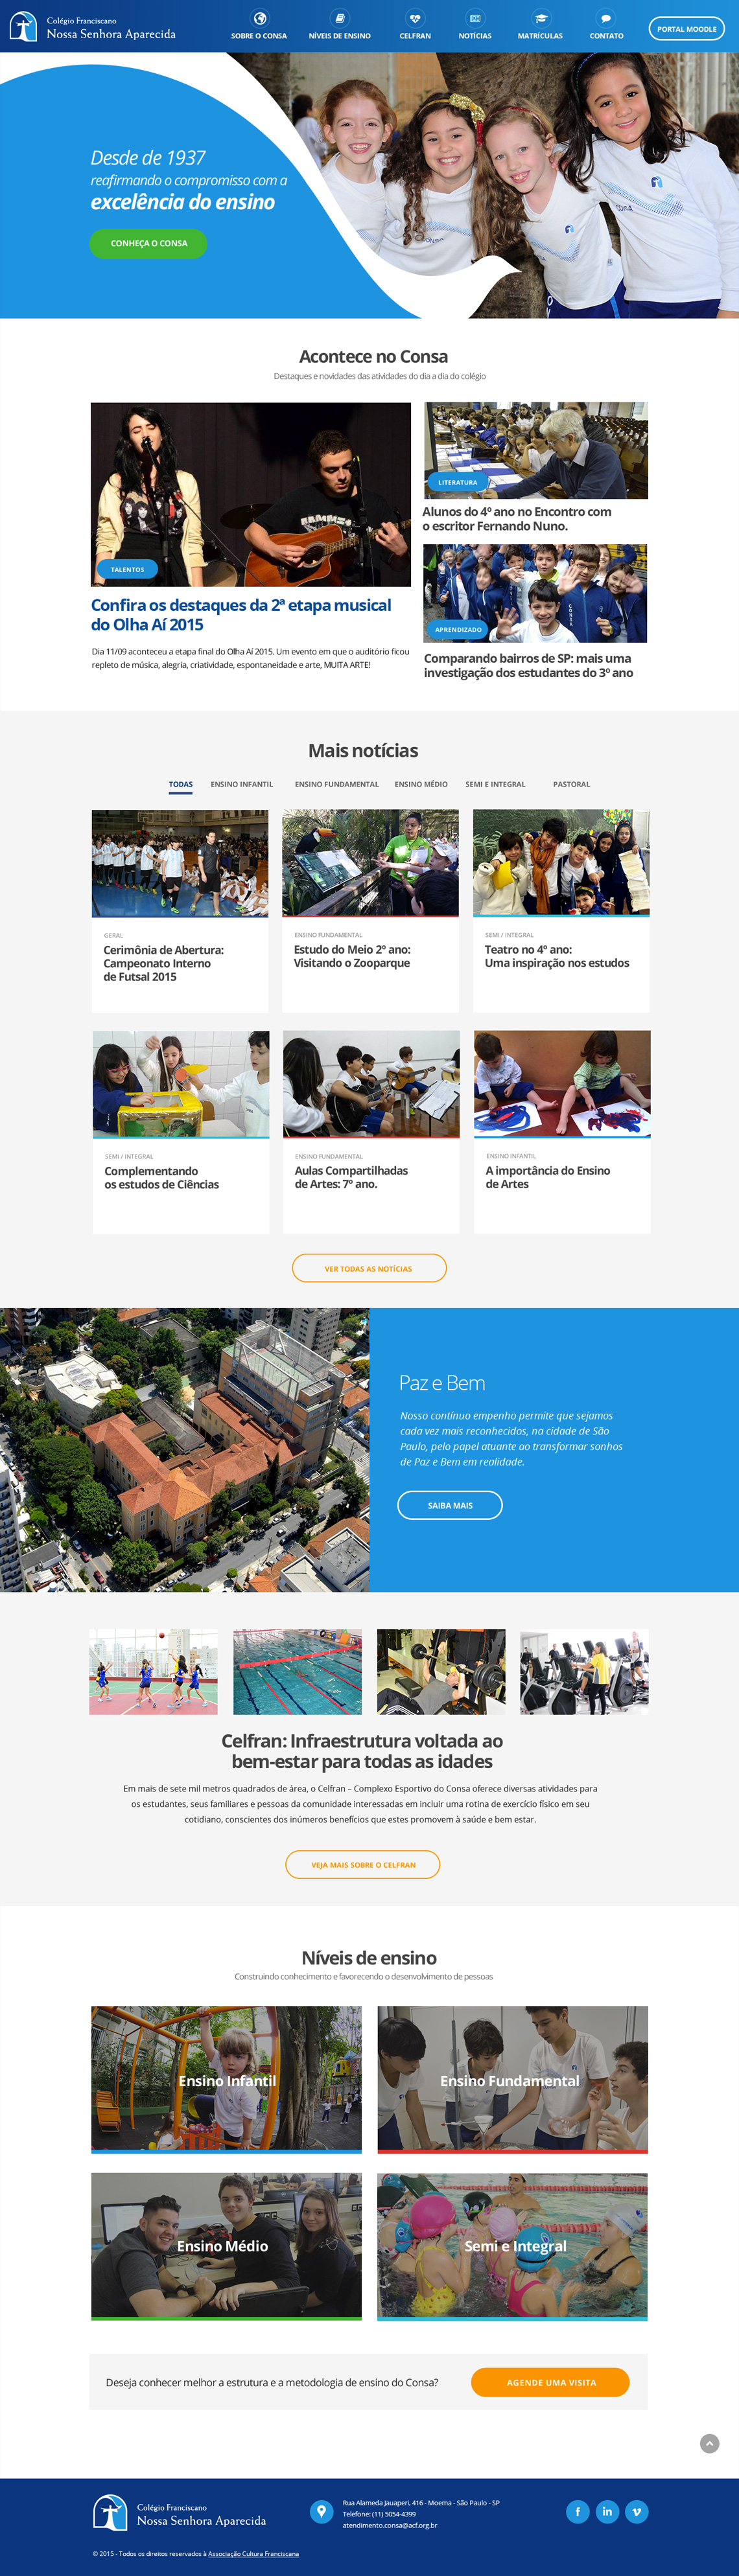 Colégio Franciscano
Nossa Senhora Aparecida
SOBRE O CONSA
NÍVEIS DE ENSINO
CELFRAN
NOTÍCIAS
MATRÍCULAS
CONTATO
PORTAL MOODLE
Desde de 1937
reafirmando o compromisso com a
excelência do ensino
CONHEÇA O CONSA
Acontece no Consa
Destaques e novidades das atividades do dia a dia do colégio
TALENTOS
Confira os destaques da 2ª etapa musical
do Olha Aí 2015
Dia 11/09 aconteceu a etapa final do Olha Aí 2015. Um evento em que o auditório ficou
repleto de música, alegria, criatividade, espontaneidade e arte, MUITA ARTE!
LITERATURA
Alunos do 4º ano no Encontro com
o escritor Fernando Nuno.
APRENDIZADO
Comparando bairros de SP: mais uma
investigação dos estudantes do 3º ano
Mais notícias
TODAS
ENSINO INFANTIL
ENSINO FUNDAMENTAL
ENSINO MÉDIO
SEMI E INTEGRAL
PASTORAL
GERAL
Cerimônia de Abertura:
Campeonato Interno
de Futsal 2015
ENSINO FUNDAMENTAL
Estudo do Meio 2º ano:
Visitando o Zooparque
SEMI / INTEGRAL
Teatro no 4º ano:
Uma inspiração nos estudos
SEMI / INTEGRAL
Complementando
os estudos de Ciências
ENSINO FUNDAMENTAL
Aulas Compartilhadas
de Artes: 7º ano.
ENSINO INFANTIL
A importância do Ensino
de Artes
VER TODAS AS NOTÍCIAS
Paz e Bem
Nosso contínuo empenho permite que sejamos
cada vez mais reconhecidos, na cidade de São
Paulo, pelo papel atuante ao transformar sonhos
de Paz e Bem em realidade.
SAIBA MAIS
Celfran: Infraestrutura voltada ao
bem-estar para todas as idades
Em mais de sete mil metros quadrados de área, o Celfran – Complexo Esportivo do Consa oferece diversas atividades para
os estudantes, seus familiares e pessoas da comunidade interessadas em incluir uma rotina de exercício físico em seu
cotidiano, conscientes dos inúmeros benefícios que estes promovem à saúde e bem estar.
VEJA MAIS SOBRE O CELFRAN
Níveis de ensino
Construindo conhecimento e favorecendo o desenvolvimento de pessoas
Ensino Infantil
Ensino Fundamental
Ensino Médio
Semi e Integral
Deseja conhecer melhor a estrutura e a metodologia de ensino do Consa?
AGENDE UMA VISITA
Colégio Franciscano
Nossa Senhora Aparecida
Rua Alameda Jauaperi, 416 - Moema - São Paulo - SP
Telefone: (11) 5054-4399
atendimento.consa@acf.org.br
© 2015 - Todos os direitos reservados à Associação Cultura Franciscana